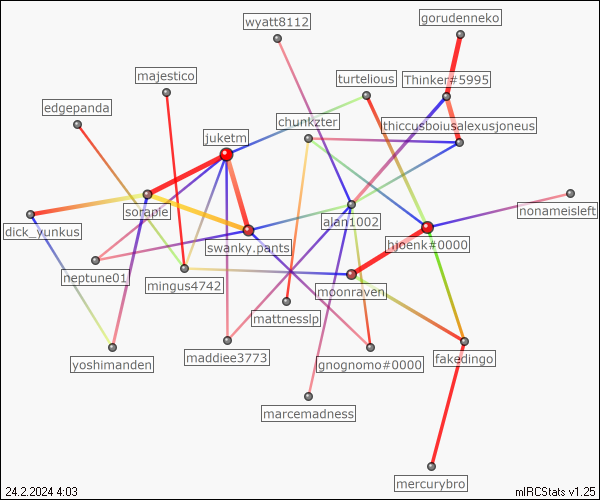 gorudenneko
wyatt8112
majestico
turtelious
Thinker#5995
edgepanda
chunkzter
thiccusboiusalexusjoneus
juketm
sorapie
nonameisleft
dick_yunkus
alan1002
swanky.pants
hjoenk#0000
neptune01
mingus4742
moonraven
mattnesslp
yoshimanden
maddiee3773
gnognomo#0000
fakedingo
marcemadness
mercurybro
24.2.2024 4:03
mIRCStats v1.25